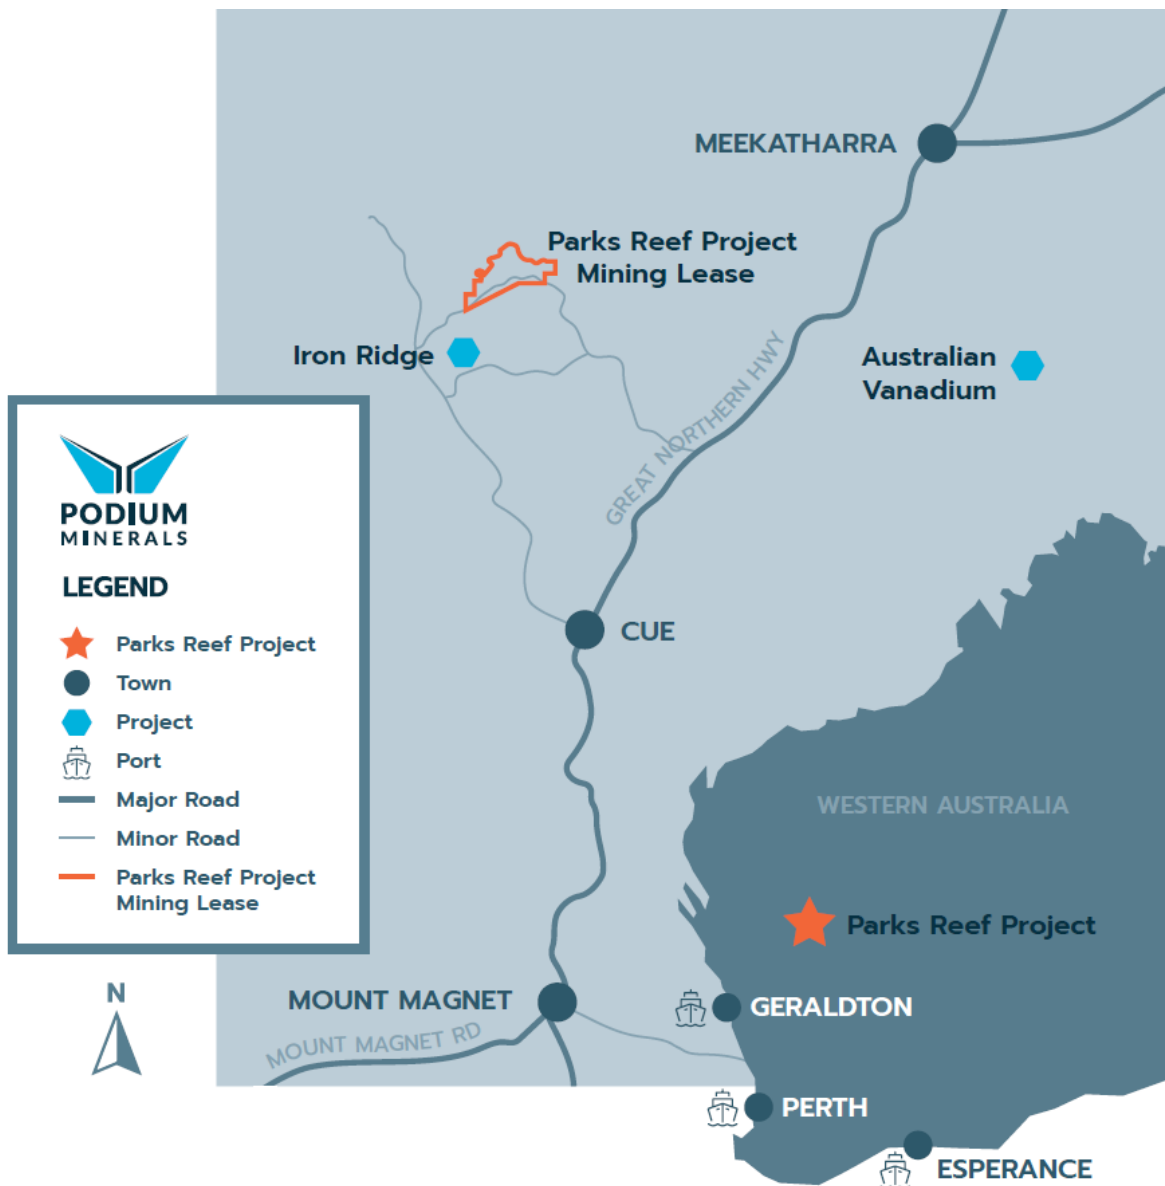 MEEKATHARRA
Parks Reef Project
Mining Lease
Iron Ridge
Australian
Vanadium
GREAT NORTHERN HWY
PODIUM
MINERALS
LEGEND
Parks Reef Project
Town
Project
Port
Major Road
Minor Road
Parks Reef Project
Mining Lease
CUE
WESTERN AUSTRALIA
Parks Reef Project
N
MOUNT MAGNET
GERALDTON
MOUNT MAGNET RD
PERTH
ESPERANCE